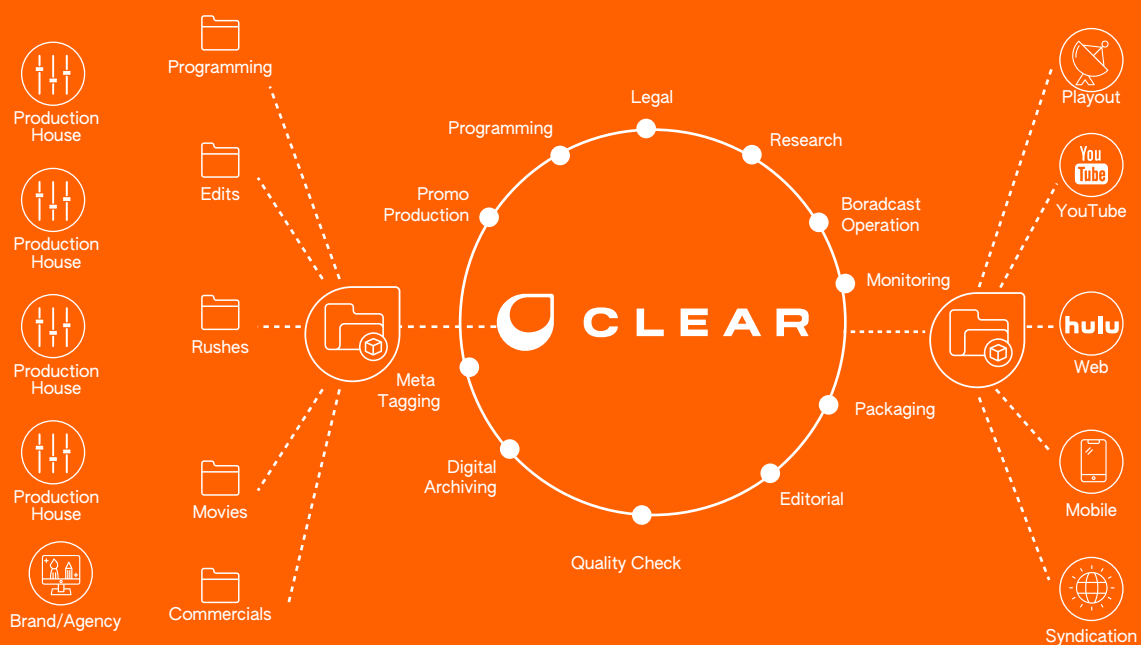 Production
House
Production
House
Production
House
Production
House
Brand/Agency
Programming
Edits
Rushes
Movies
Commercials
Legal
Programming
Research
Promo
Production
Boradcast
Operation
Monitoring
CLEAR
Meta
Tagging
Packaging
Digital
Archiving
Editorial
Quality Check
Playout
You
Tube
YouTube
hulu
Web
Mobile
Syndication